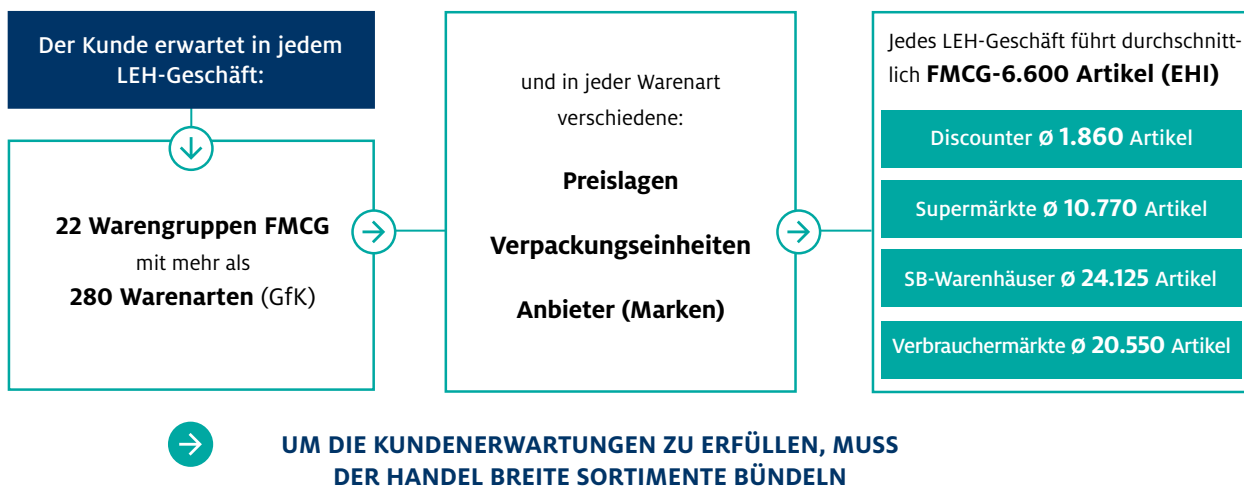 Der Kunde erwartet in jedem
LEH-Geschäft:
22 Warengruppen FMCG
mit mehr als
280 Warenarten (GfK)
und in jeder Warenart
verschiedene:
Preislagen
Verpackungseinheiten
Anbieter (Marken)
Jedes LEH-Geschäft führt durchschnitt-
lich FMCG-6.600 Artikel (EHI)
Discounter Ø 1.860 Artikel
Supermärkte Ø 10.770 Artikel
SB-Warenhäuser Ø 24.125 Artikel
Verbrauchermärkte Ø 20.550 Artikel
UM DIE KUNDENERWARTUNGEN ZU ERFÜLLEN, MUSS
DER HANDEL BREITE SORTIMENTE BÜNDELN